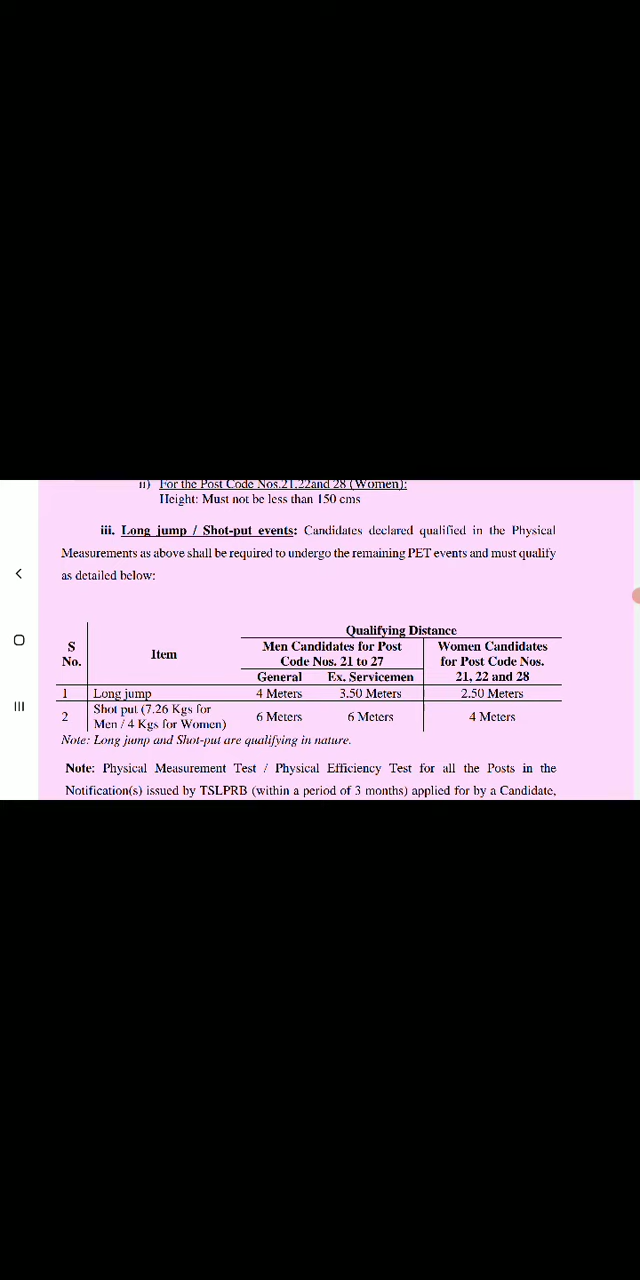 ii) For the Post Code Nos.21,22and 28 (Women):
Height: Must not be less than 150 cms
iii. Long jump / Shot-put events: Candidates declared qualified in the Physical
Measurements as above shall be required to undergo the remaining PET events and must qualify
as detailed below:
Qualifying Distance
S No. Item Men Candidates for Post Code Nos. 21 to 27 Women Candidates for Post Code Nos. 21, 22 and 28
General Ex. Servicemen
1 Long jump 4 Meters 3.50 Meters 2.50 Meters
2 Shot put (7.26 Kgs for Men / 4 Kgs for Women) 6 Meters 6 Meters 4 Meters
Note: Long jump and Shot-put are qualifying in nature.
Note: Physical Measurement Test / Physical Efficiency Test for all the Posts in the
Notification(s) issued by TSLPRB (within a period of 3 months) applied for by a Candidate,